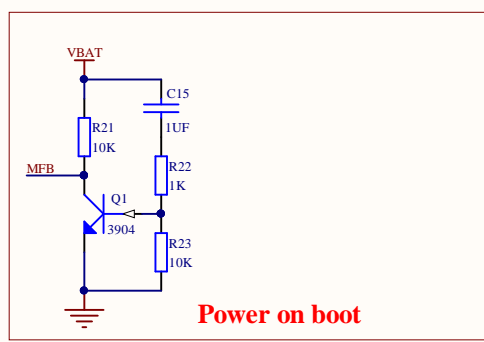 VBAT
C15
1UF
R21
10K
MFB
R22
1K
Q1
3904
R23
10K
Power on boot